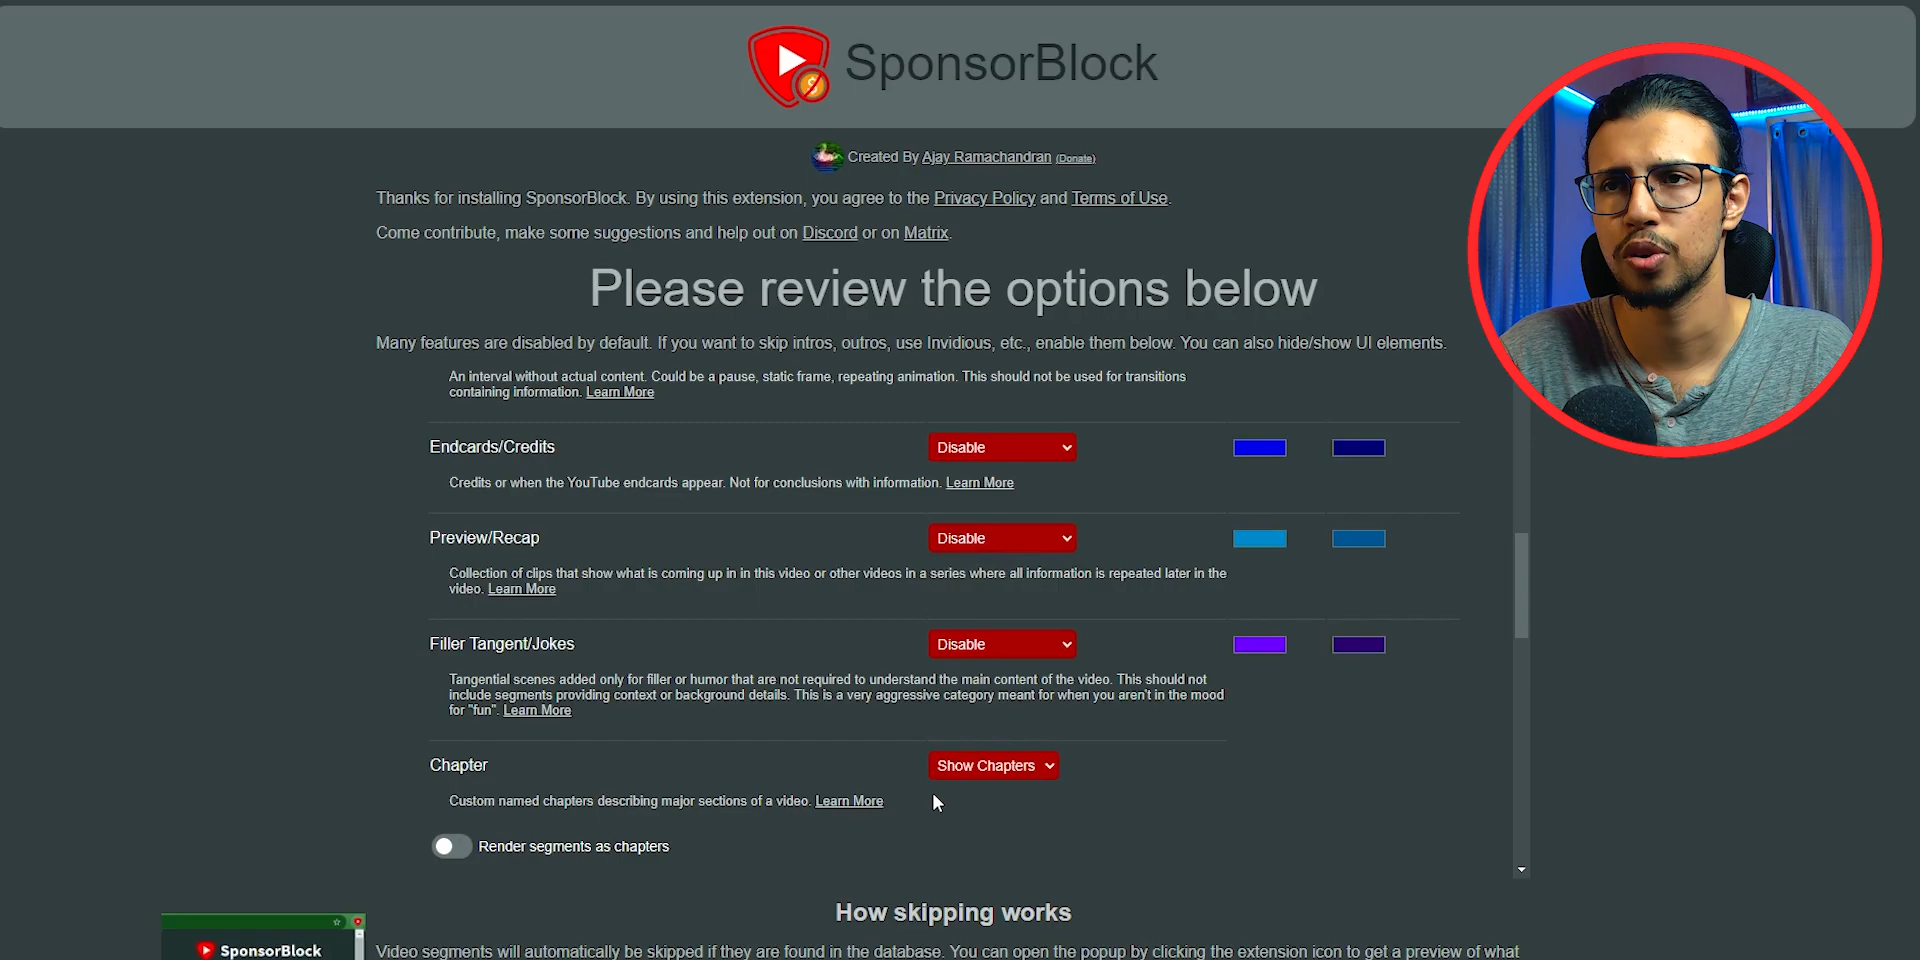 SponsorBlock
Created By Ajay Ramachandran (Donate)
Thanks for installing SponsorBlock. By using this extension, you agree to the Privacy Policy and Terms of Use.
Come contribute, make some suggestions and help out on Discord or on Matrix.
Please review the options below
Many features are disabled by default. If you want to skip intros, outros, use Invidious, etc., enable them below. You can also hide/show UI elements.
An interval without actual content. Could be a pause, static frame, repeating animation. This should not be used for transitions
containing information. Learn More
Endcards/Credits Disable
Credits or when the YouTube endcards appear. Not for conclusions with information. Learn More
Preview/Recap Disable
Collection of clips that show what is coming up in in this video or other videos in a series where all information is repeated later in the
video. Learn More
Filler Tangent/Jokes Disable
Tangential scenes added only for filler or humor that are not required to understand the main content of the video. This should not
include segments providing context or background details. This is a very aggressive category meant for when you aren't in the mood
for "fun". Learn More
Chapter Show Chapters
Custom named chapters describing major sections of a video. Learn More
Render segments as chapters
How skipping works
SponsorBlock
Video segments will automatically be skipped if they are found in the database. You can open the popup by clicking the extension icon to get a preview of what